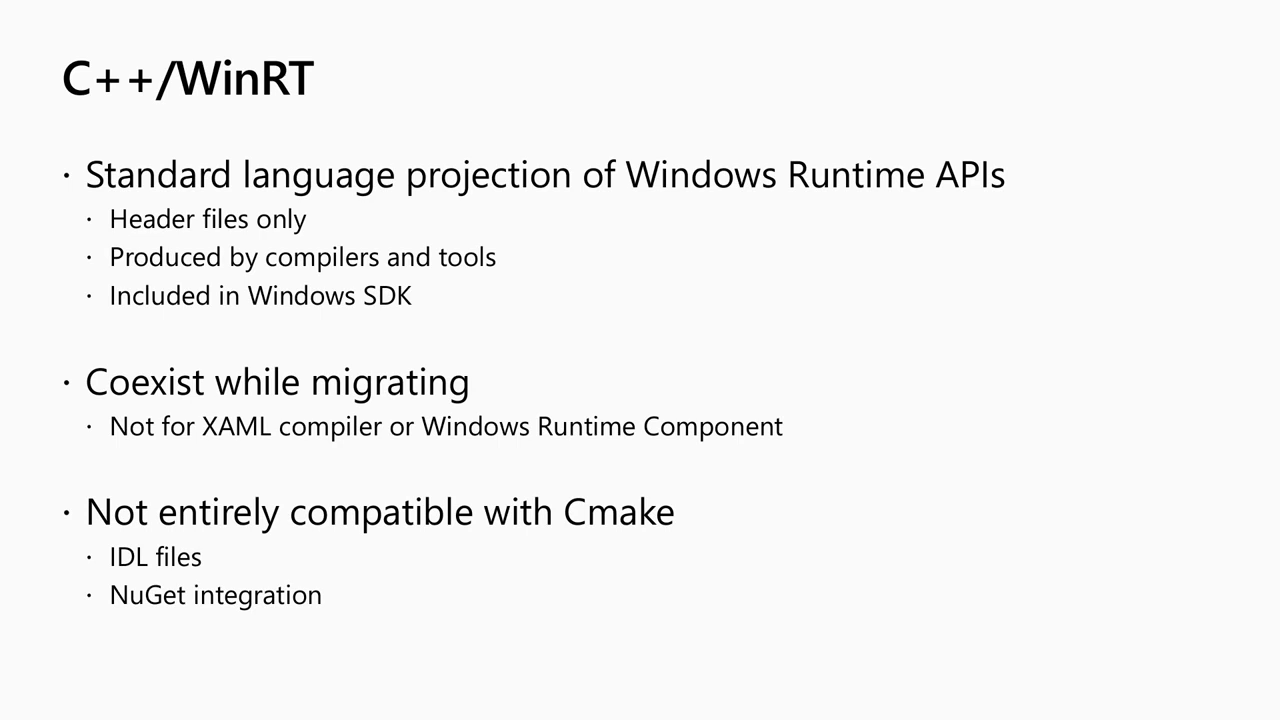 C++/WinRT
· Standard language projection of Windows Runtime APIs
· Header files only
· Produced by compilers and tools
· Included in Windows SDK
· Coexist while migrating
· Not for XAML compiler or Windows Runtime Component
· Not entirely compatible with Cmake
· IDL files
· NuGet integration